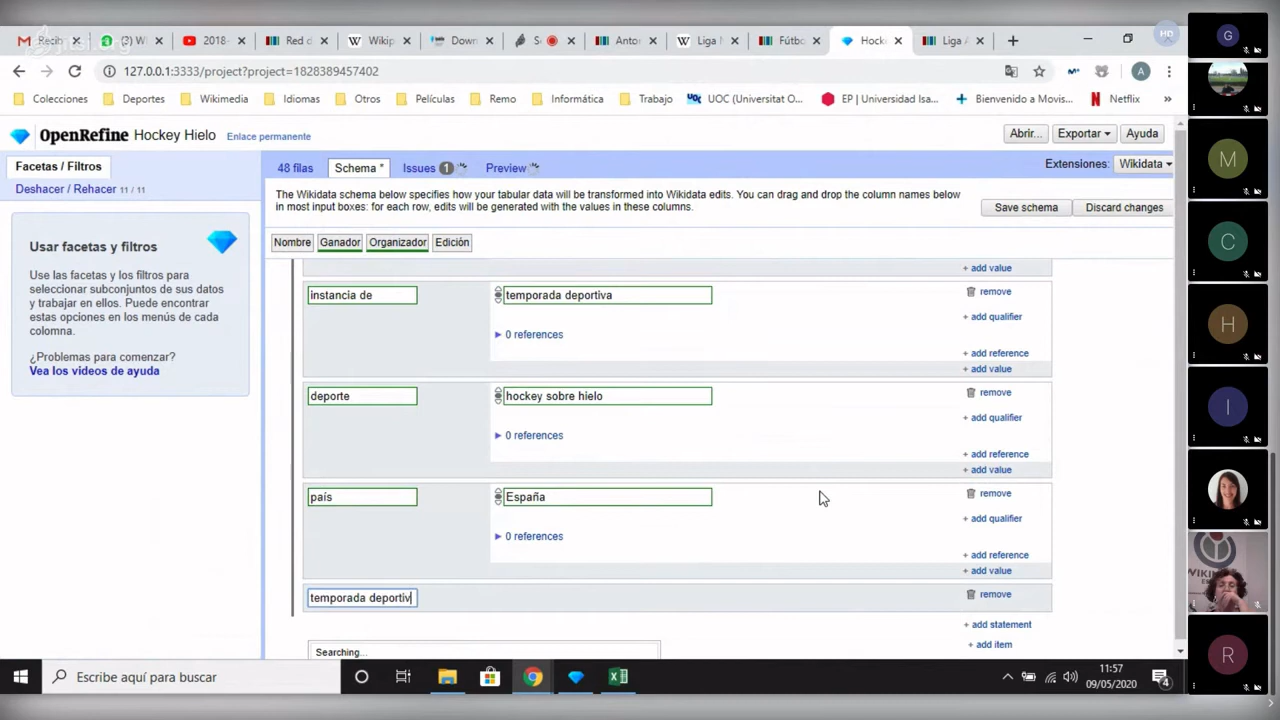 jitsi.org
Recib
(3) W
2018-
Red d
Wikip
Down
S
Anton
Liga N
Fútbo
Hocke
Liga A
HD
127.0.0.1:3333/project?project=1828389457402
A
Colecciones
Deportes
Wikimedia
Idiomas
Otros
Películas
Remo
Informática
Trabajo
UOC (Universitat O...
EP | Universidad Isa...
Bienvenido a Movis...
Netflix
»
OpenRefine Hockey Hielo Enlace permanente
Abrir... Exportar Ayuda
Facetas / Filtros
Deshacer / Rehacer 11 / 11
48 filas
Schema *
Issues 1
Preview
Extensiones: Wikidata
The Wikidata schema below specifies how your tabular data will be transformed into Wikidata edits. You can drag and drop the column names below
in most input boxes: for each row, edits will be generated with the values in these columns.
Save schema
Discard changes
Usar facetas y filtros
Use las facetas y los filtros para
seleccionar subconjuntos de sus datos
y trabajar en ellos. Puede encontrar
estas opciones en los menús de cada
columna.
¿Problemas para comenzar?
Vea los videos de ayuda
Nombre
Ganador
Organizador
Edición
+ add value
instancia de
temporada deportiva
remove
+ add qualifier
0 references
+ add reference
+ add value
deporte
hockey sobre hielo
remove
+ add qualifier
0 references
+ add reference
+ add value
país
España
remove
+ add qualifier
0 references
+ add reference
+ add value
temporada deportiv
remove
+ add statement
+ add item
Searching...
Escribe aquí para buscar
11:57
09/05/2020
4
G
M
C
H
I
R